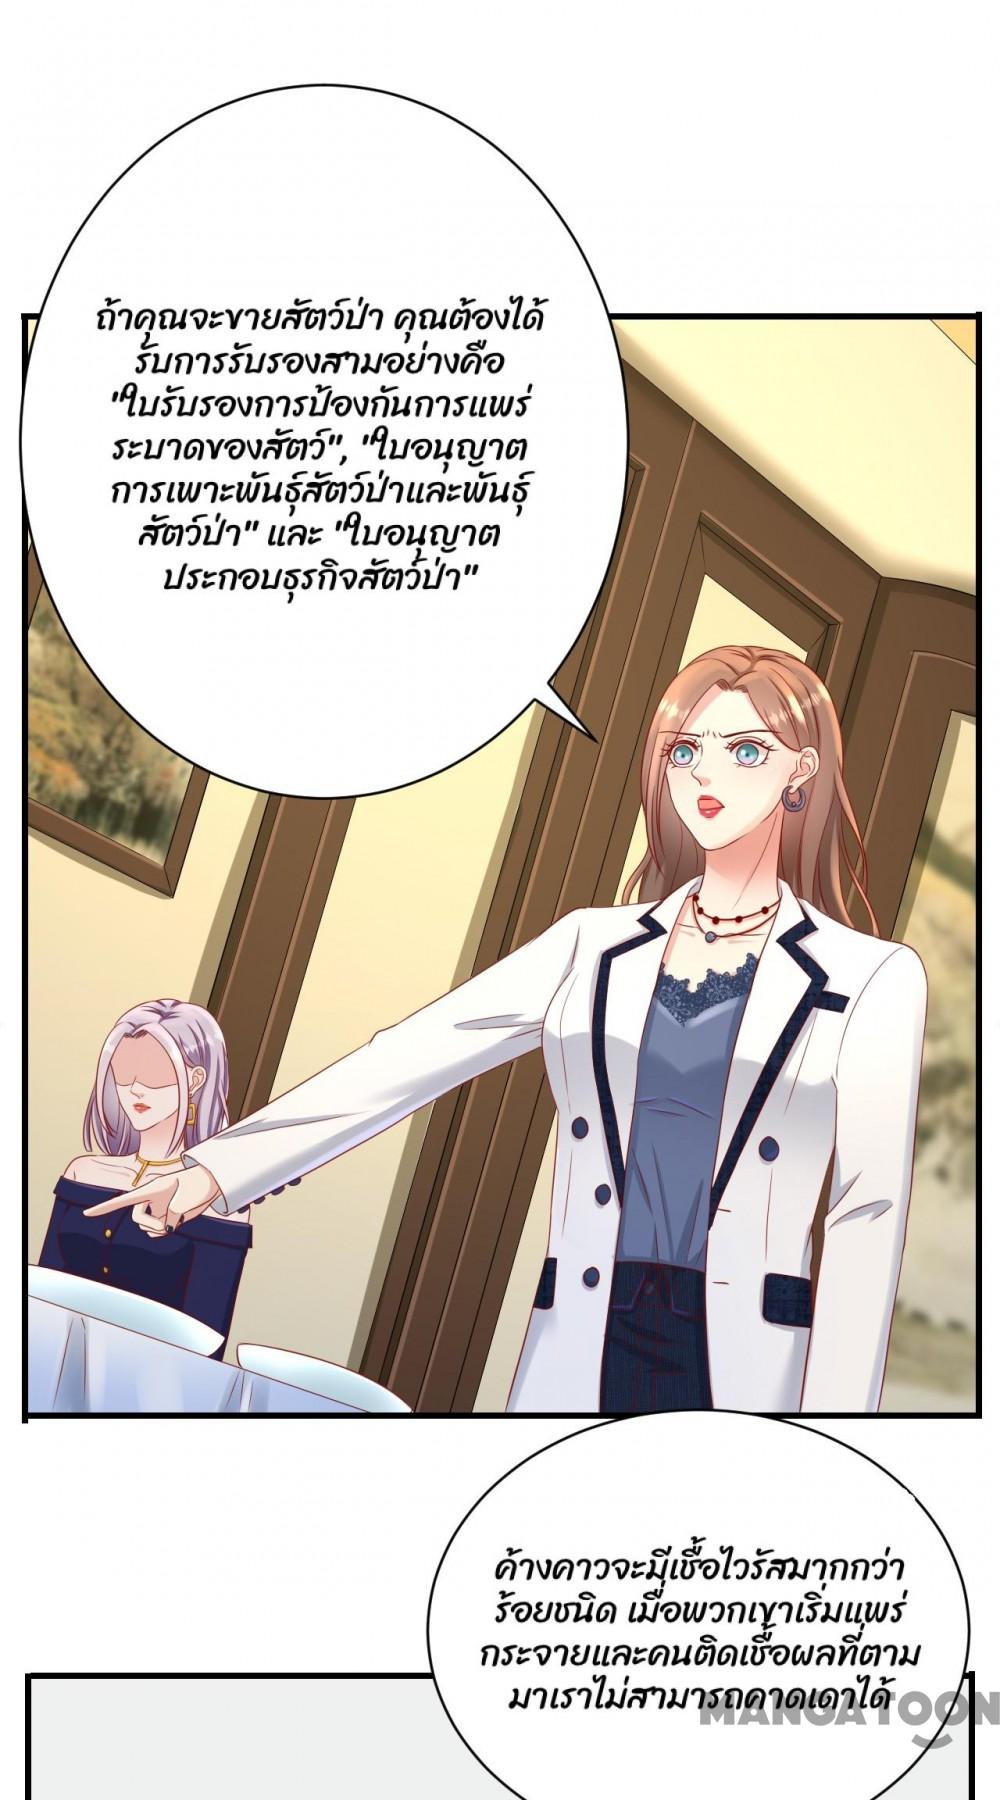 ถ้าคุณจะขายสัตว์ป่า คุณต้องได้
รับการรับรองสามอย่างคือ
"ใบรับรองการป้องกันการแพร่
ระบาดของสัตว์", "ใบอนุญาต
การเพาะพันธุ์สัตว์ป่าและพันธุ์
สัตว์ป่า" และ "ใบอนุญาต
ประกอบธุรกิจสัตว์ป่า"
ค้างคาวจะมีเชื้อไวรัสมากกว่า
ร้อยชนิด เมื่อพวกเขาเริ่มแพร่
กระจายและคนติดเชื้อผลที่ตาม
มาเราไม่สามารถคาดเดาได้
MANGATOON